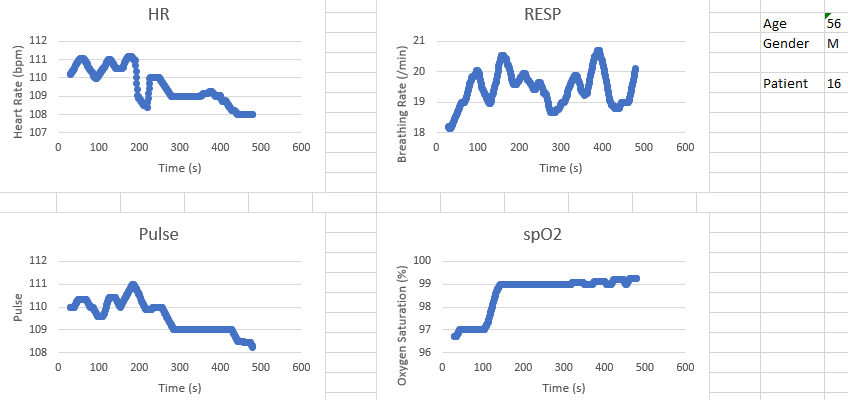 HR
Heart Rate (bpm)
112
111
110
109
108
107
0 100 200 300 400 500 600
Time (s)
RESP
Breathing Rate (/min)
21
20
19
18
0 100 200 300 400 500 600
Time (s)
Age 56
Gender M
Patient 16
Pulse
Pulse
112
111
110
109
108
0 100 200 300 400 500 600
Time (s)
spO2
Oxygen Saturation (%)
100
99
98
97
96
0 100 200 300 400 500 600
Time (s)